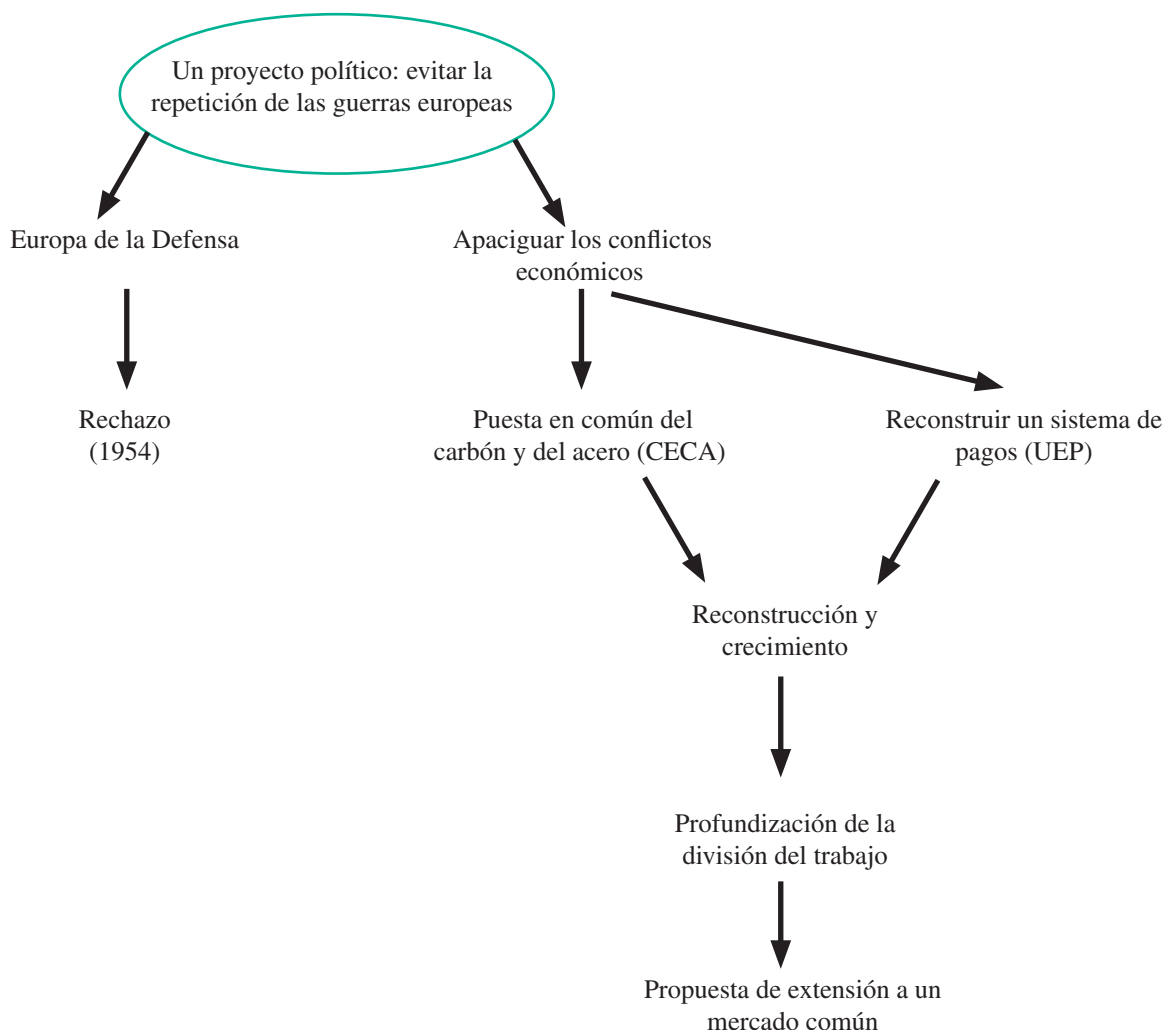 Un proyecto político: evitar la
repetición de las guerras europeas
Europa de la Defensa
Apaciguar los conflictos
económicos
Rechazo
(1954)
Puesta en común del
carbón y del acero (CECA)
Reconstruir un sistema de
pagos (UEP)
Reconstrucción y
crecimiento
Profundización de la
división del trabajo
Propuesta de extensión a un
mercado común